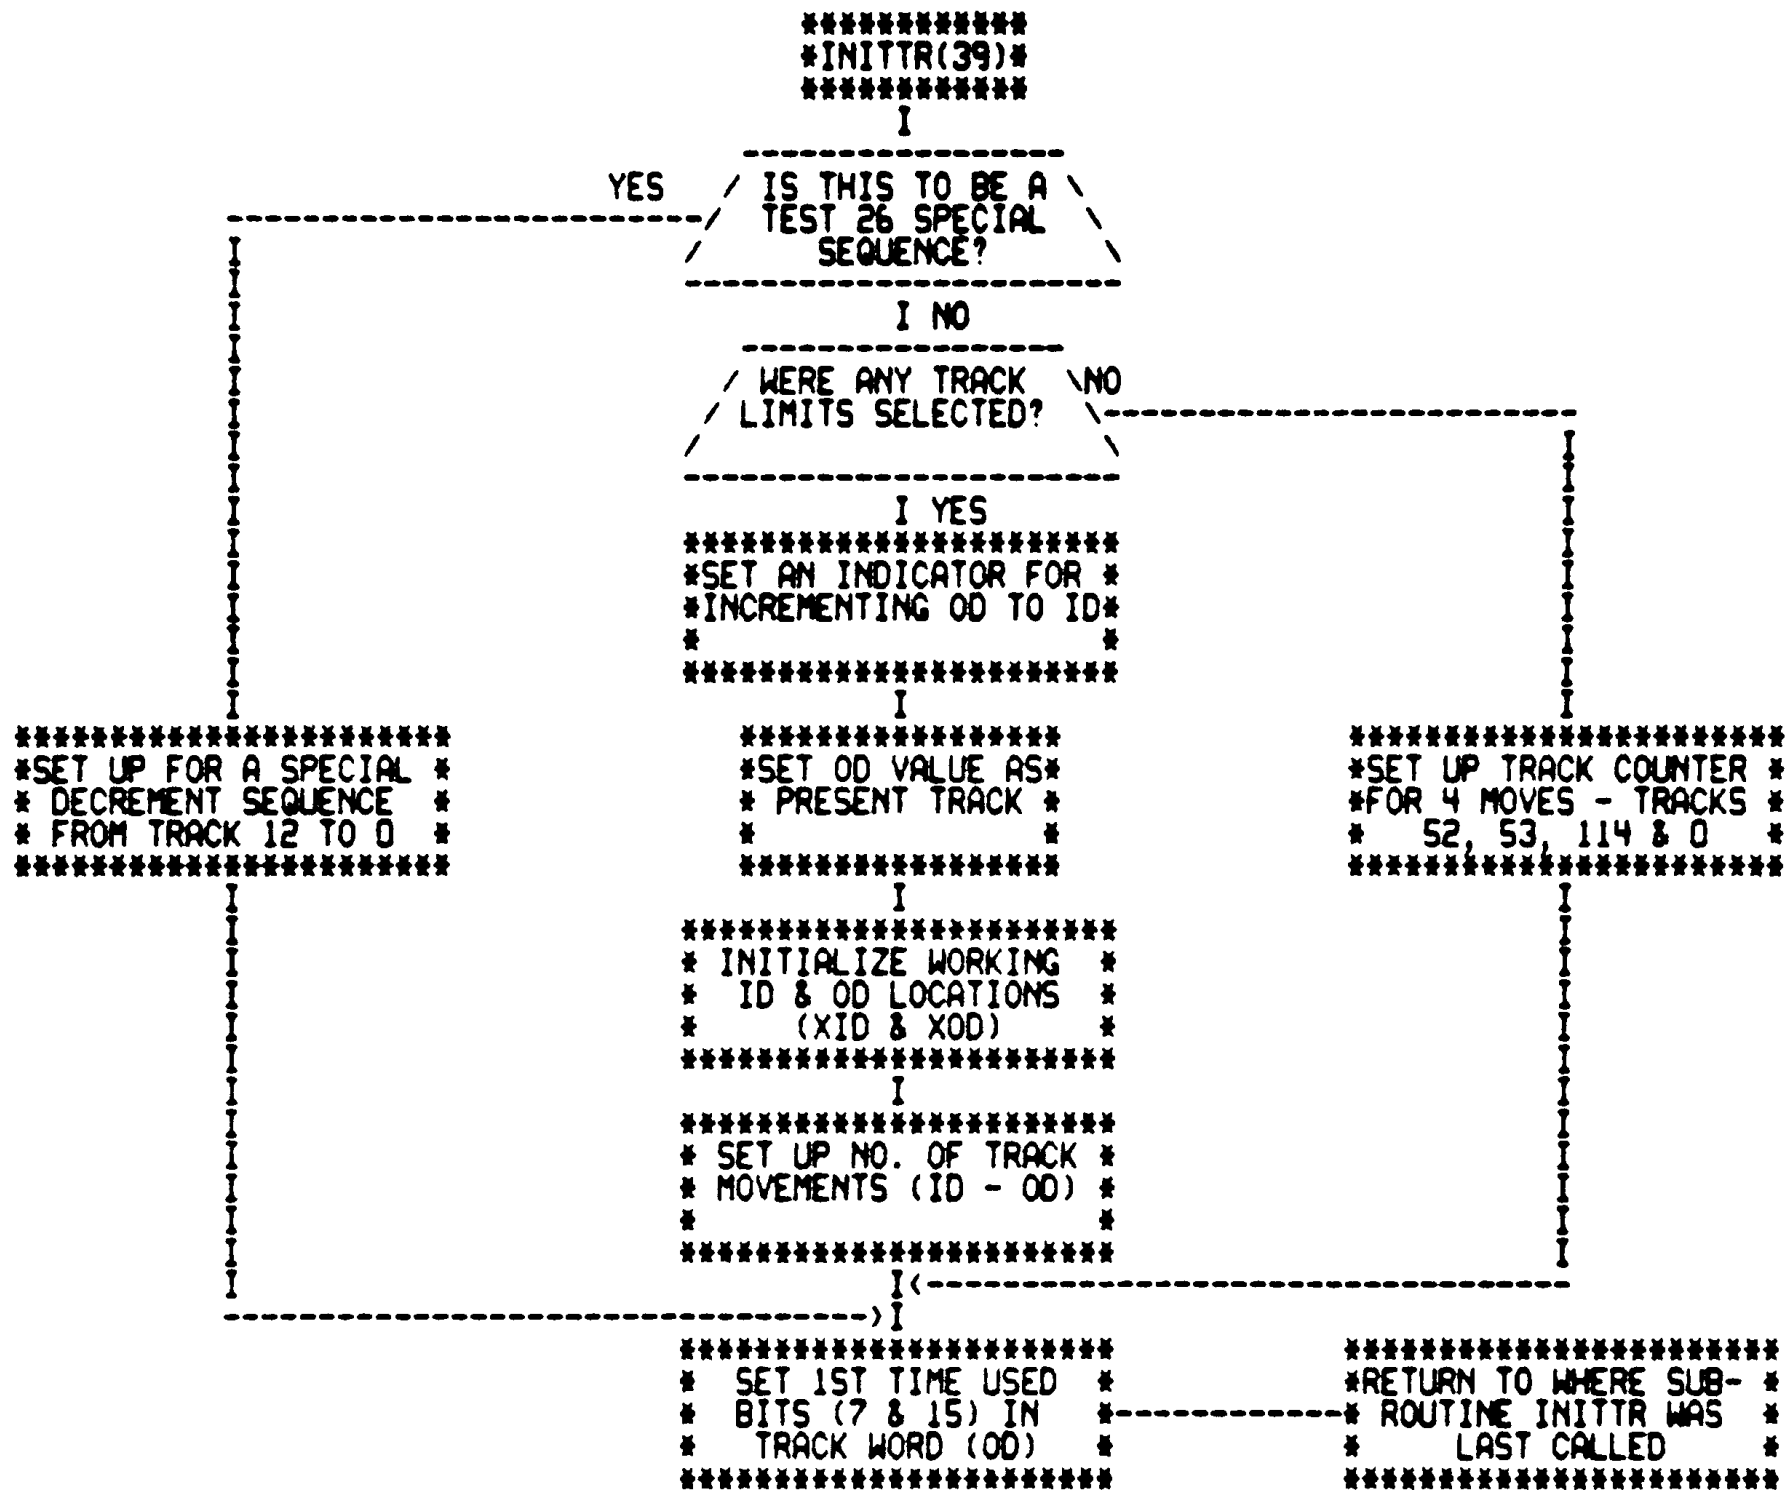 INITTR(39)
YES
IS THIS TO BE A
TEST 26 SPECIAL
SEQUENCE?
NO
WERE ANY TRACK
LIMITS SELECTED?
NO
YES
SET AN INDICATOR FOR
INCREMENTING OD TO ID
SET UP FOR A SPECIAL
DECREMENT SEQUENCE
FROM TRACK 12 TO 0
SET OD VALUE AS
PRESENT TRACK
SET UP TRACK COUNTER
FOR 4 MOVES - TRACKS
52, 53, 114 & 0
INITIALIZE WORKING
ID & OD LOCATIONS
(XID & XOD)
SET UP NO. OF TRACK
MOVEMENTS (ID - OD)
SET 1ST TIME USED
BITS (7 & 15) IN
TRACK WORD (OD)
RETURN TO WHERE SUB-
ROUTINE INITTR WAS
LAST CALLED